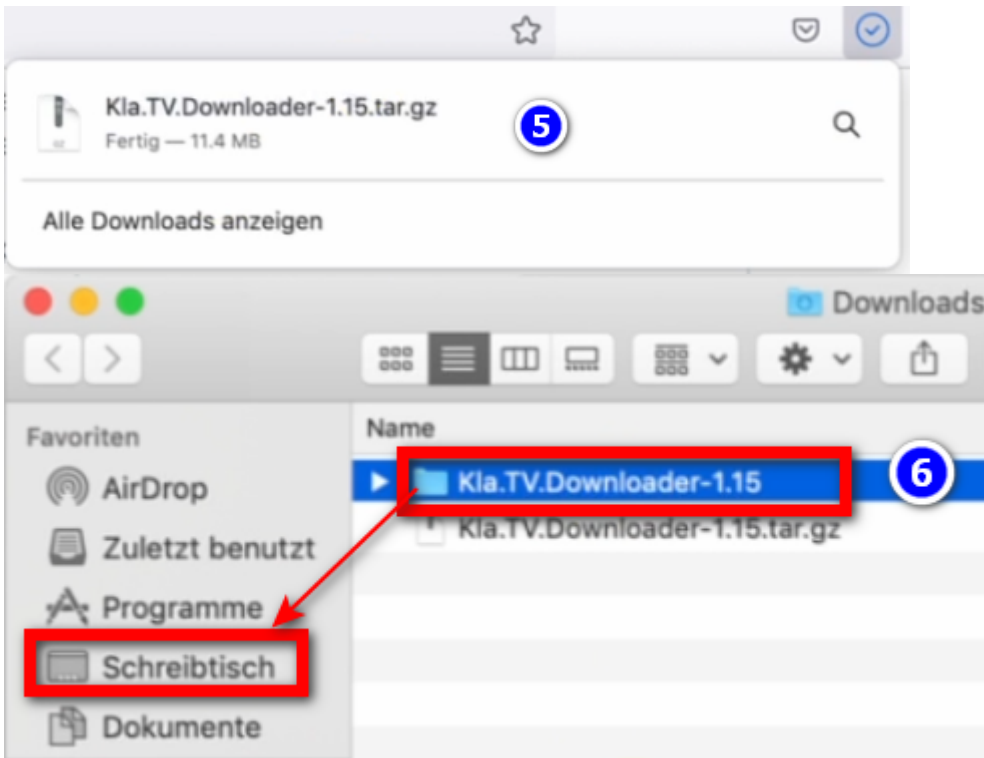 Kla.TV.Downloader-1.15.tar.gz
Fertig — 11.4 MB
5
Alle Downloads anzeigen
Downloads
Favoriten
Name
AirDrop
Kla.TV.Downloader-1.15
6
Zuletzt benutzt
Kla.TV.Downloader-1.15.tar.gz
Programme
Schreibtisch
Dokumente